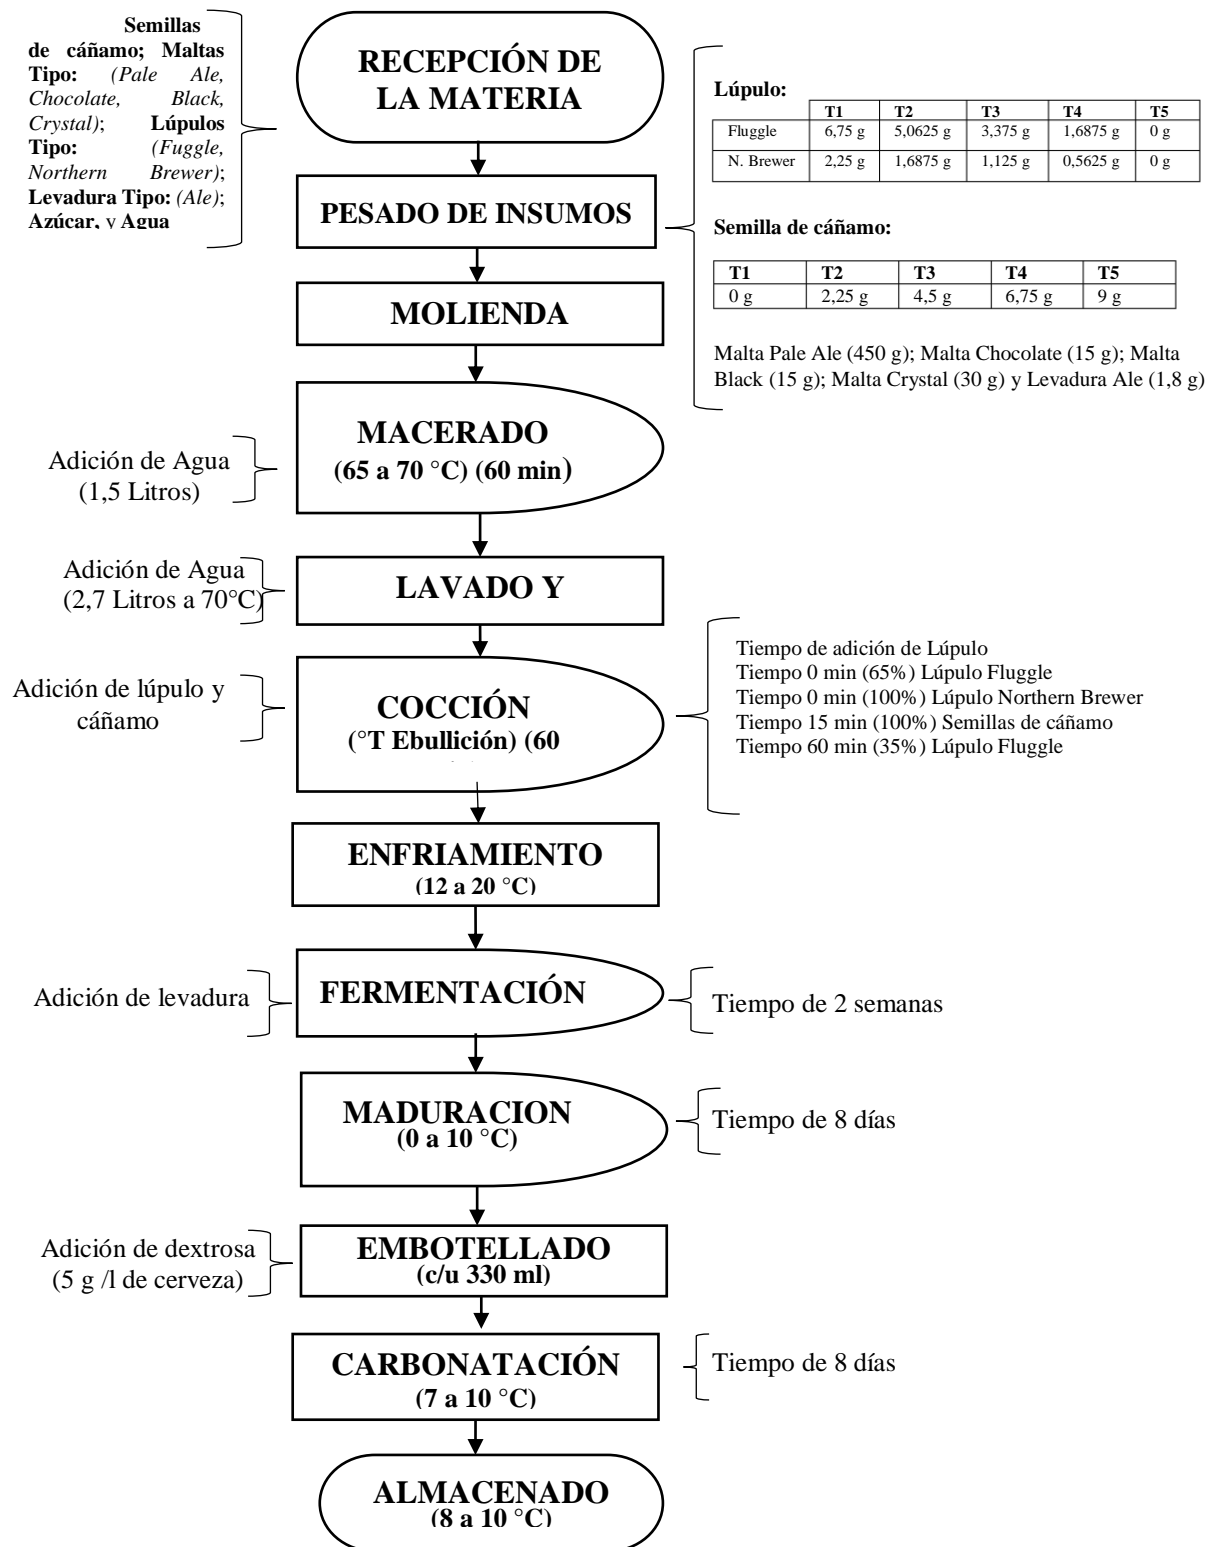 Semillas
de cáñamo; Maltas
Tipo: (Pale Ale,
Chocolate, Black,
Crystal); Lúpulos
Tipo: (Fuggle,
Northern Brewer);
Levadura Tipo: (Ale);
Azúcar, y Agua
RECEPCIÓN DE
LA MATERIA
PESADO DE INSUMOS
Lúpulo:
T1 T2 T3 T4 T5
Fluggle 6,75 g 5,0625 g 3,375 g 1,6875 g 0 g
N. Brewer 2,25 g 1,6875 g 1,125 g 0,5625 g 0 g
Semilla de cáñamo:
T1 T2 T3 T4 T5
0 g 2,25 g 4,5 g 6,75 g 9 g
Malta Pale Ale (450 g); Malta Chocolate (15 g); Malta
Black (15 g); Malta Crystal (30 g) y Levadura Ale (1,8 g)
MOLIENDA
MACERADO
(65 a 70 °C) (60 min)
Adición de Agua
(1,5 Litros)
LAVADO Y
Adición de Agua
(2,7 Litros a 70°C)
COCCIÓN
(°T Ebullición) (60
Adición de lúpulo y
cáñamo
Tiempo de adición de Lúpulo
Tiempo 0 min (65%) Lúpulo Fluggle
Tiempo 0 min (100%) Lúpulo Northern Brewer
Tiempo 15 min (100%) Semillas de cáñamo
Tiempo 60 min (35%) Lúpulo Fluggle
ENFRIAMIENTO
(12 a 20 °C)
FERMENTACIÓN
Adición de levadura
Tiempo de 2 semanas
MADURACION
(0 a 10 °C)
Tiempo de 8 días
EMBOTELLADO
(c/u 330 ml)
Adición de dextrosa
(5 g /l de cerveza)
CARBONATACIÓN
(7 a 10 °C)
Tiempo de 8 días
ALMACENADO
(8 a 10 °C)